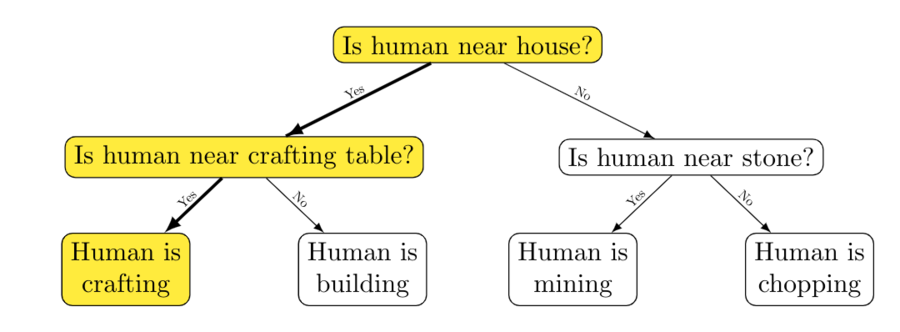 Is human near house?
Yes
No
Is human near crafting table?
Is human near stone?
Yes
No
Yes
No
Human is
crafting
Human is
building
Human is
mining
Human is
chopping